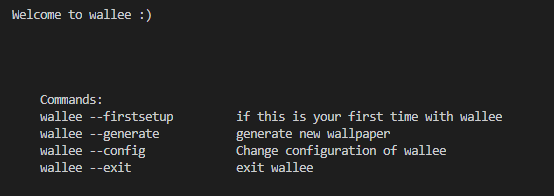 Welcome to wallee :)
Commands:
wallee --firstsetup if this is your first time with wallee
wallee --generate generate new wallpaper
wallee --config Change configuration of wallee
wallee --exit exit wallee